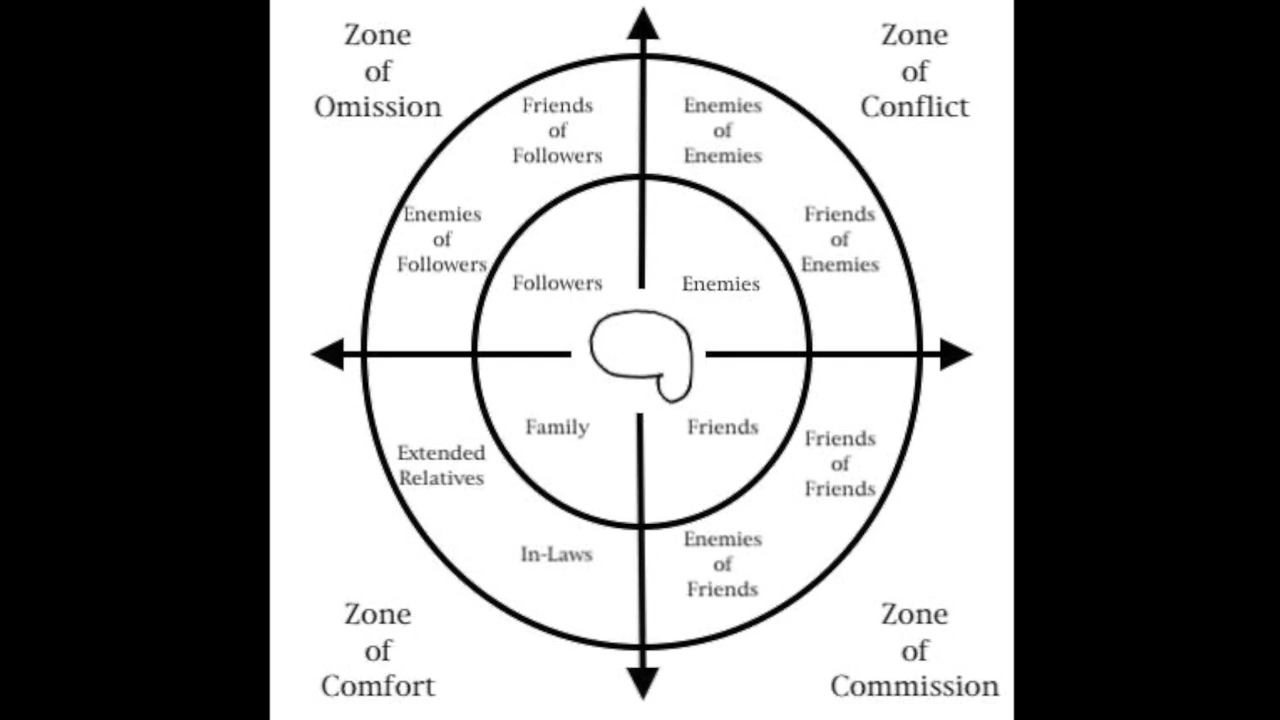 Zone
of
Omission
Zone
of
Conflict
Friends
of
Followers
Enemies
of
Enemies
Enemies
of
Followers
Friends
of
Enemies
Followers
Enemies
Family
Friends
Extended
Relatives
Friends
of
Friends
In-Laws
Enemies
of
Friends
Zone
of
Comfort
Zone
of
Commission